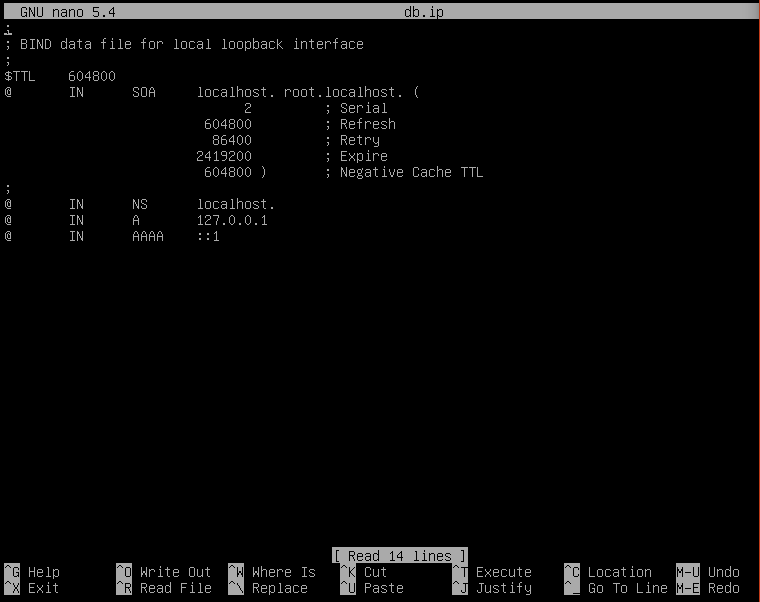 GNU nano 5.4 db.ip
;
; BIND data file for local loopback interface
;
$TTL 604800
@ IN SOA localhost. root.localhost. (
2 ; Serial
604800 ; Refresh
86400 ; Retry
2419200 ; Expire
604800 ) ; Negative Cache TTL
;
@ IN NS localhost.
@ IN A 127.0.0.1
@ IN AAAA ::1
[ Read 14 lines ]
^G Help ^O Write Out ^W Where Is ^K Cut ^T Execute ^C Location M-U Undo
^X Exit ^R Read File ^\ Replace ^U Paste ^J Justify ^_ Go To Line M-E Redo